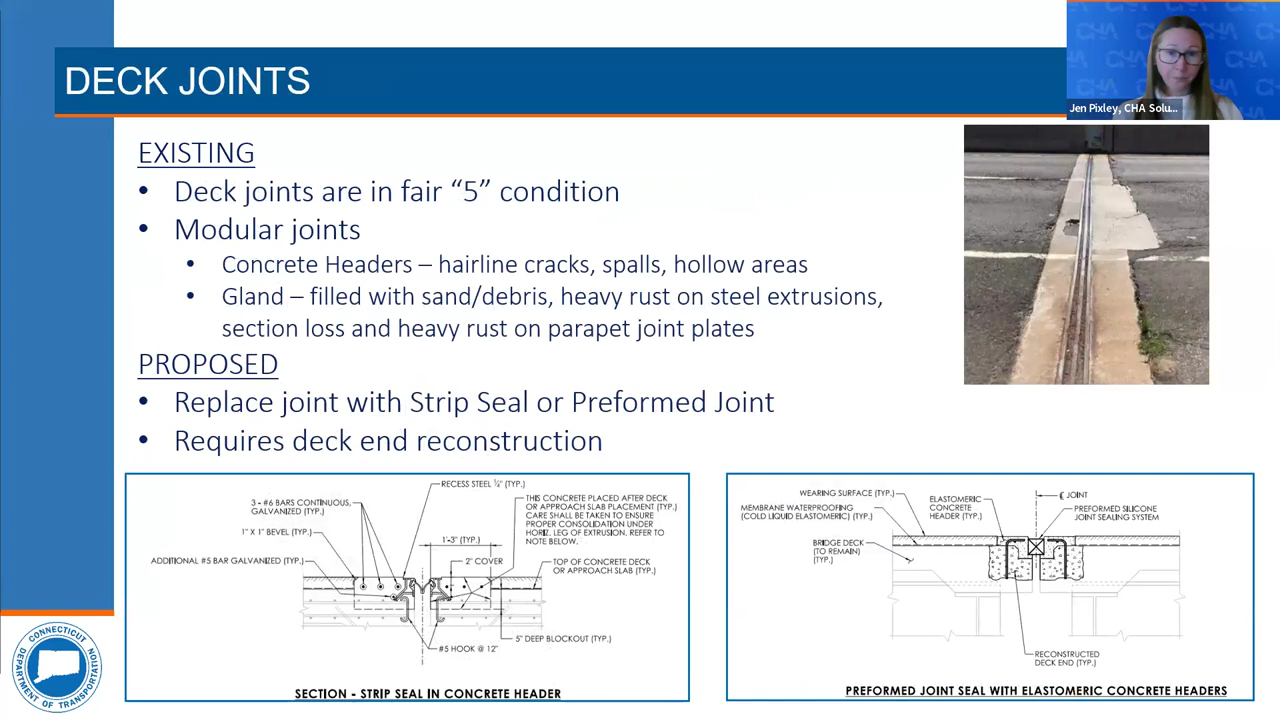 DECK JOINTS
Jen Pixley, CHA Solu...
EXISTING
• Deck joints are in fair “5” condition
• Modular joints
• Concrete Headers – hairline cracks, spalls, hollow areas
• Gland – filled with sand/debris, heavy rust on steel extrusions,
section loss and heavy rust on parapet joint plates
PROPOSED
• Replace joint with Strip Seal or Preformed Joint
• Requires deck end reconstruction
RECESS STEEL ¼" (TYP.)
3 - #6 BARS CONTINUOUS,
GALVANIZED (TYP.)
1" X 1" BEVEL (TYP.)
ADDITIONAL #5 BAR GALVANIZED (TYP.)
THIS CONCRETE PLACED AFTER DECK
OR APPROACH SLAB PLACEMENT (TYP.)
CARE SHALL BE TAKEN TO ENSURE
PROPER CONSOLIDATION UNDER
HORIZ. LEG OF EXTRUSION. REFER TO
NOTE BELOW.
1'-3" (TYP.)
2" COVER
TOP OF CONCRETE DECK
OR APPROACH SLAB (TYP.)
5" DEEP BLOCKOUT (TYP.)
#5 HOOK @ 12"
SECTION - STRIP SEAL IN CONCRETE HEADER
WEARING SURFACE (TYP.)
MEMBRANE WATERPROOFING
(COLD LIQUID ELASTOMERIC) (TYP.)
BRIDGE DECK
(TO REMAIN)
(TYP.)
ELASTOMERIC
CONCRETE
HEADER (TYP.)
℄ JOINT
PREFORMED SILICONE
JOINT SEALING SYSTEM
RECONSTRUCTED
DECK END (TYP.)
PREFORMED JOINT SEAL WITH ELASTOMERIC CONCRETE HEADERS
CONNECTICUT
DEPARTMENT OF TRANSPORTATION
CHA